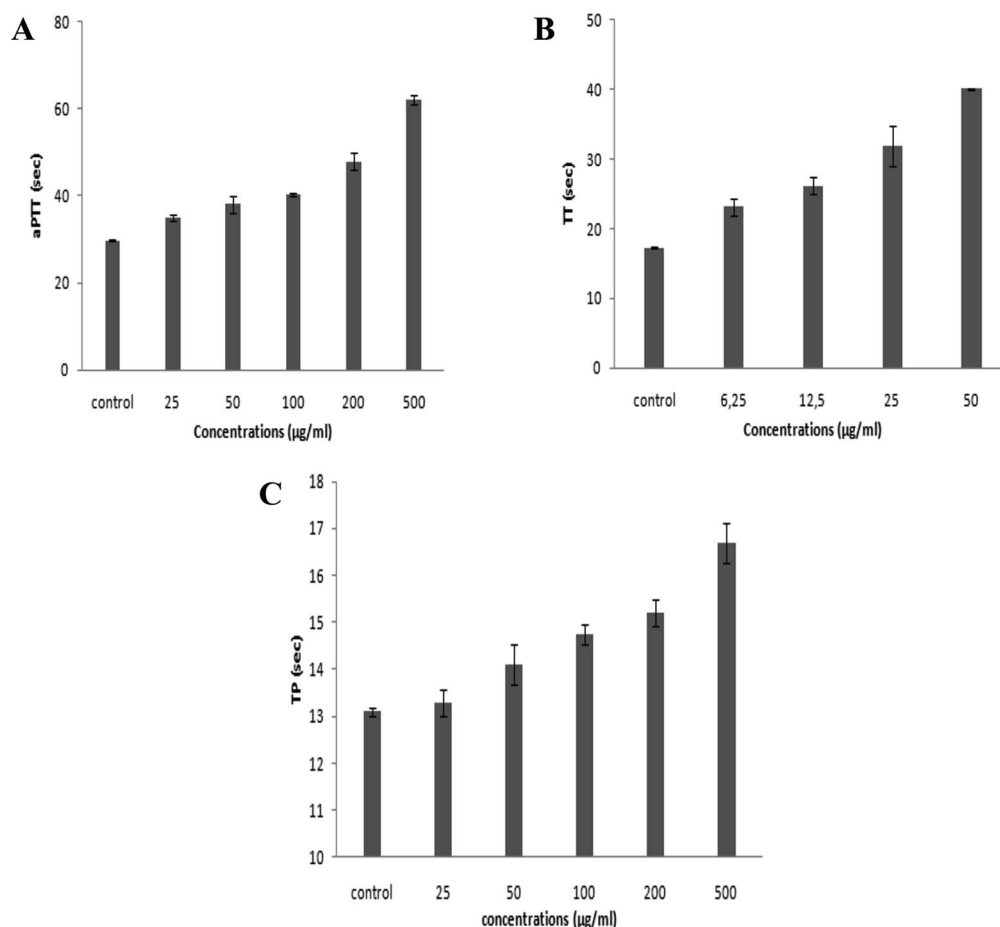 A
aPTT (sec)
80
60
40
20
0
control 25 50 100 200 500
Concentrations (µg/ml)
B
TT (sec)
50
40
30
20
10
0
control 6,25 12,5 25 50
Concentrations (µg/ml)
C
TP (sec)
18
17
16
15
14
13
12
11
10
control 25 50 100 200 500
concentrations (µg/ml)